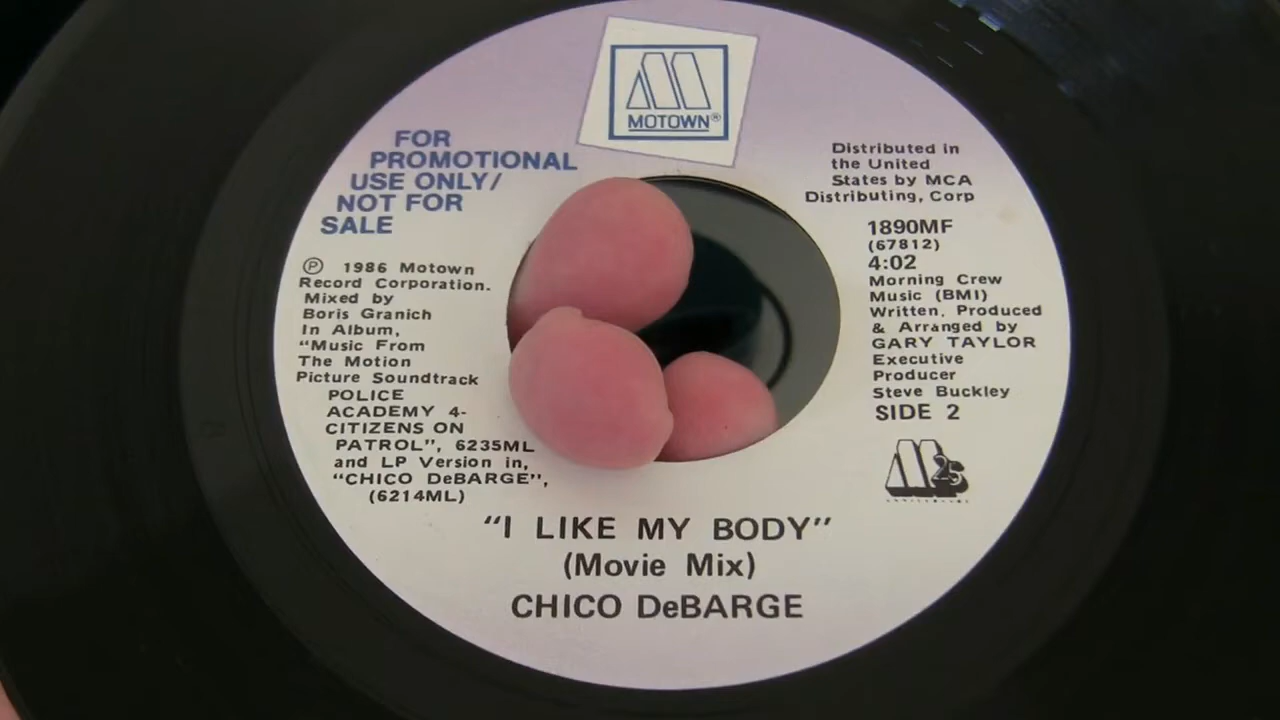 MOTOWN®
FOR
PROMOTIONAL
USE ONLY/
NOT FOR
SALE
Ⓟ 1986 Motown
Record Corporation.
Mixed by
Boris Granich
In Album,
"Music From
The Motion
Picture Soundtrack
POLICE
ACADEMY 4-
CITIZENS ON
PATROL", 6235ML
and LP Version in,
"CHICO DeBARGE",
(6214ML)
Distributed in
the United
States by MCA
Distributing, Corp
1890MF
(67812)
4:02
Morning Crew
Music (BMI)
Written, Produced
& Arranged by
GARY TAYLOR
Executive
Producer
Steve Buckley
SIDE 2
M 25
ANNIVERSARY
"I LIKE MY BODY"
(Movie Mix)
CHICO DeBARGE